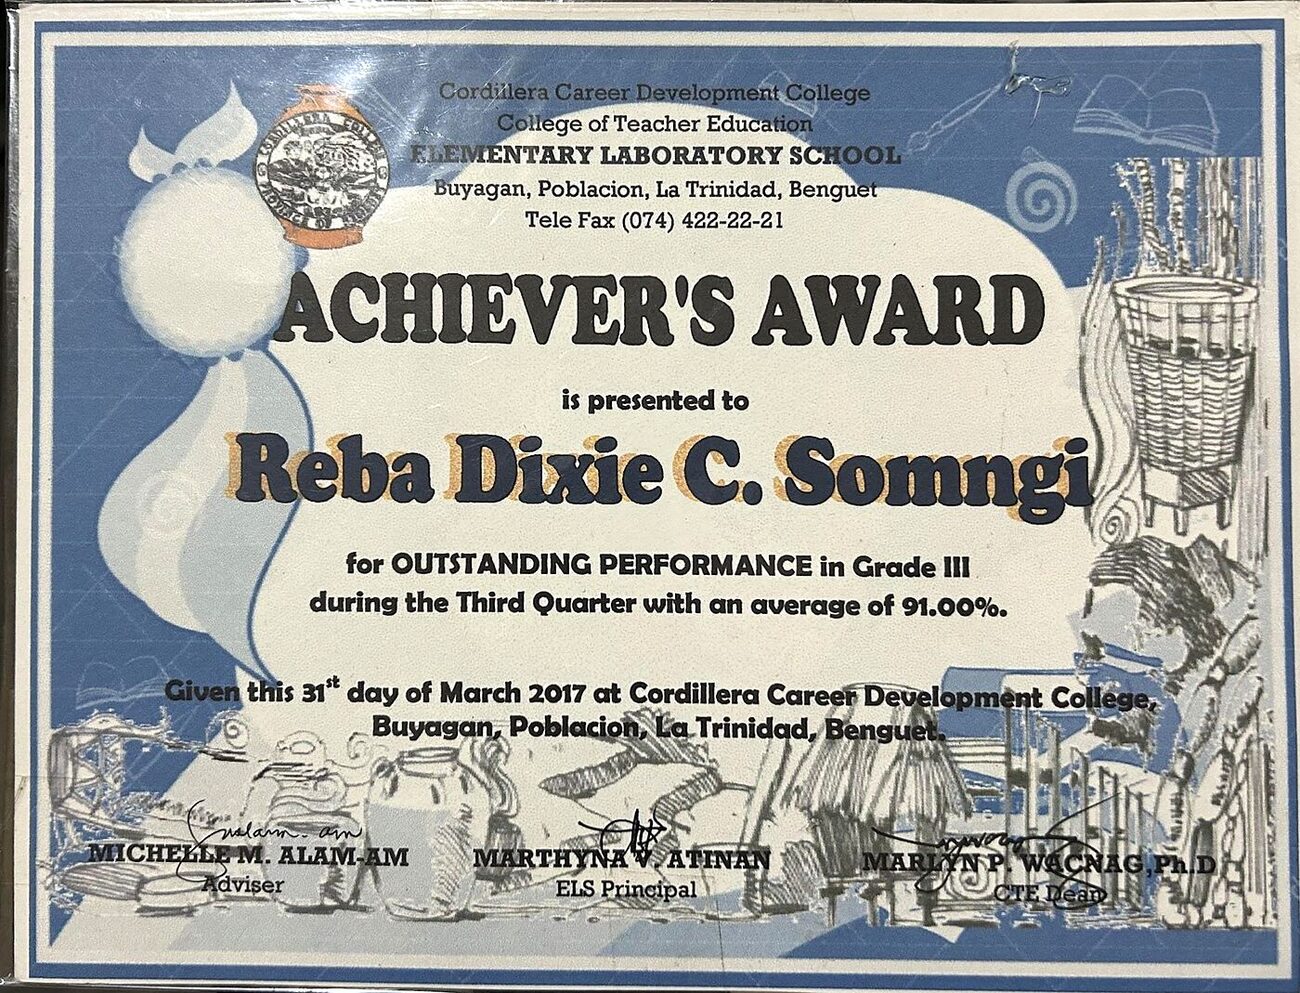 Cordillera Career Development College
College of Teacher Education
ELEMENTARY LABORATORY SCHOOL
Buyagan, Poblacion, La Trinidad, Benguet
Tele Fax (074) 422-22-21
CORDILLERA COLLEGE
ACHIEVER'S AWARD
is presented to
Reba Dixie C. Somngi
for OUTSTANDING PERFORMANCE in Grade III
during the Third Quarter with an average of 91.00%.
Given this 31st day of March 2017 at Cordillera Career Development College,
Buyagan, Poblacion, La Trinidad, Benguet.
MICHELLE M. ALAM-AM
Adviser
MARTHYNA V. ATINAN
ELS Principal
MARLYN P. WACNAG,Ph.D
CTE Dean